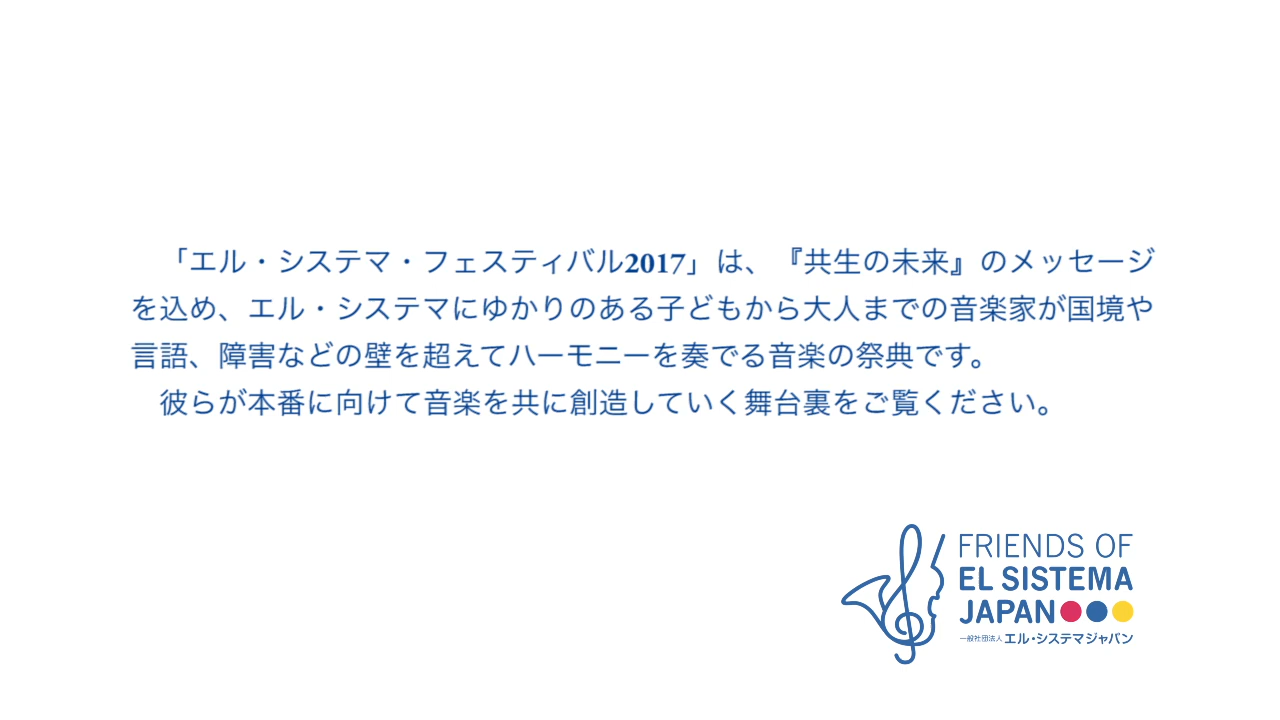 「エル・システマ・フェスティバル2017」は、『共生の未来』のメッセージ
を込め、エル・システマにゆかりのある子どもから大人までの音楽家が国境や
言語、障害などの壁を超えてハーモニーを奏でる音楽の祭典です。
彼らが本番に向けて音楽を共に創造していく舞台裏をご覧ください。
FRIENDS OF
EL SISTEMA
JAPAN
一般社団法人 エル・システマジャパン